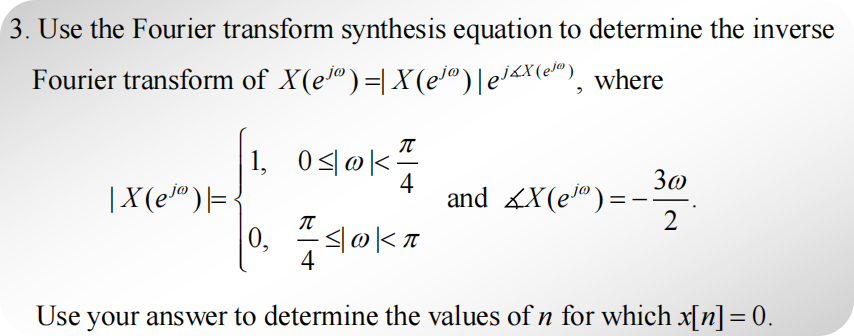 3. Use the Fourier transform synthesis equation to determine the inverse
Fourier transform of X(e^{jω}) =| X(e^{jω}) | e^{j∡X(e^{jω})}, where
| X(e^{jω}) |= { 1, 0 ≤| ω |< π/4
0, π/4 ≤| ω |< π
and ∡X(e^{jω}) = − 3ω/2.
Use your answer to determine the values of n for which x[n] = 0.